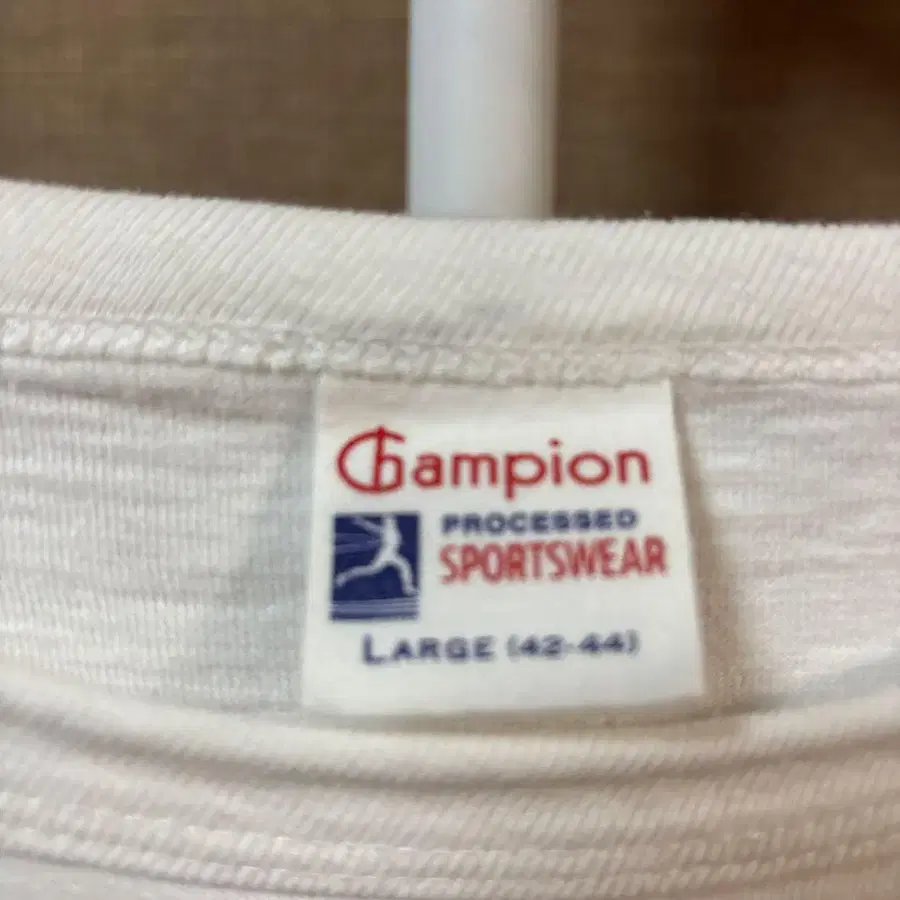 Champion
PROCESSED
SPORTSWEAR
LARGE (42-44)